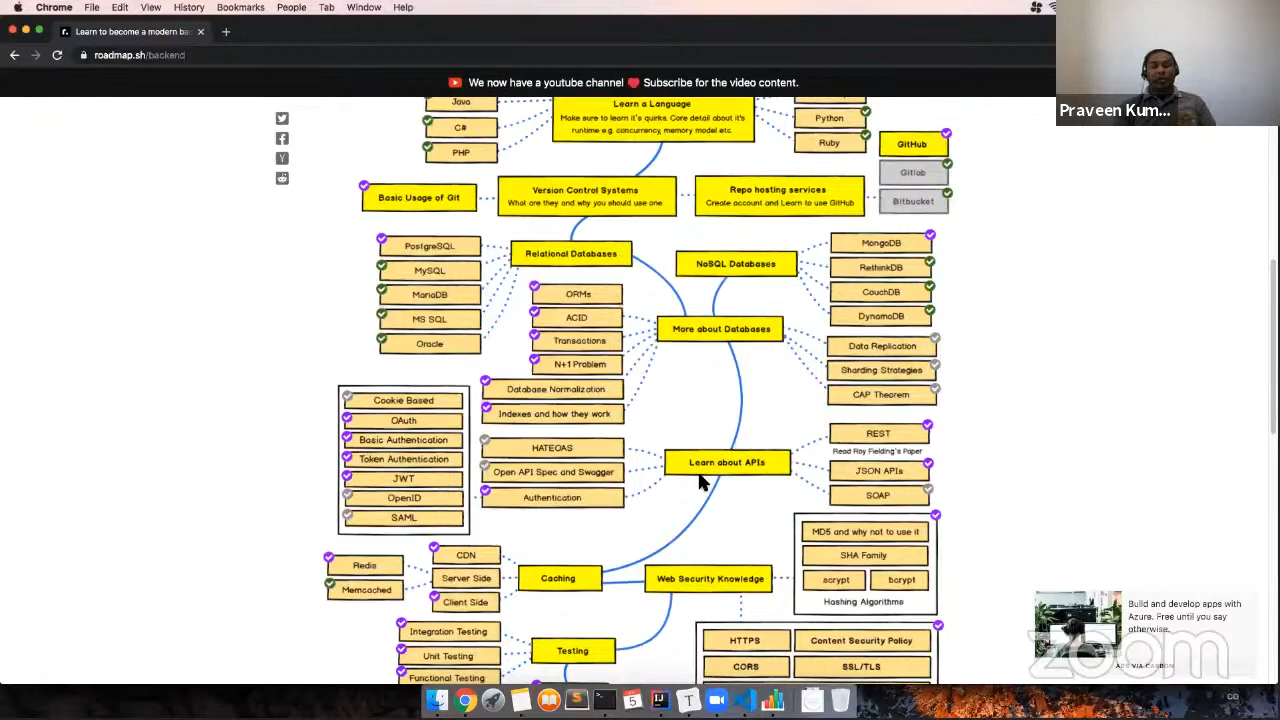 Chrome File Edit View History Bookmarks People Tab Window Help
Learn to become a modern ba
roadmap.sh/backend
We now have a youtube channel Subscribe for the video content.
Praveen Kum...
Java
C#
PHP
Learn a Language
Make sure to learn it's quirks. Core detail about it's
runtime e.g. concurrency, memory model etc.
Python
Ruby
GitHub
Gitlab
Bitbucket
Basic Usage of Git
Version Control Systems
What are they and why you should use one
Repo hosting services
Create account and Learn to use GitHub
PostgreSQL
MySQL
MariaDB
MS SQL
Oracle
Relational Databases
NoSQL Databases
MongoDB
RethinkDB
CouchDB
DynamoDB
ORMs
ACID
Transactions
N+1 Problem
Database Normalization
Indexes and how they work
More about Databases
Data Replication
Sharding Strategies
CAP Theorem
Cookie Based
OAuth
Basic Authentication
Token Authentication
JWT
OpenID
SAML
HATEOAS
Open API Spec and Swagger
Authentication
Learn about APIs
REST
Read Roy Fielding's Paper
JSON APIs
SOAP
MD5 and why not to use it
SHA Family
scrypt bcrypt
Hashing Algorithms
Redis
Memcached
CDN
Server Side
Client Side
Caching
Web Security Knowledge
Integration Testing
Unit Testing
Functional Testing
Testing
HTTPS Content Security Policy
CORS SSL/TLS
Build and develop apps with
Azure. Free until you say
otherwise.
ADS VIA CARBON
zoom